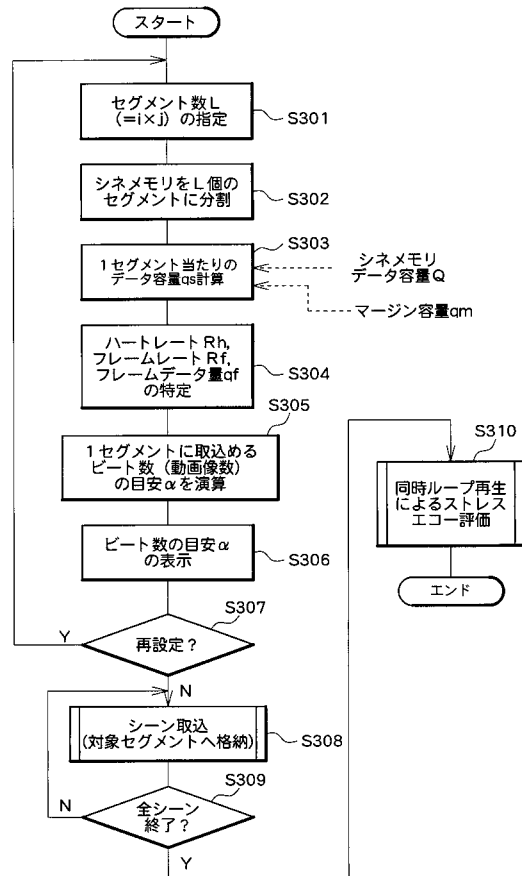 スタート
セグメント数L
(=i×j)の指定
S301
シネメモリをL個の
セグメントに分割
S302
S303
1セグメント当たりの
データ容量qs計算
シネメモリ
データ容量Q
マージン容量qm
ハートレートRh,
フレームレートRf,
フレームデータ量qf
の特定
S304
S305
1セグメントに取込める
ビート数(動画像数)
の目安αを演算
ビート数の目安α
の表示
S306
S307
再設定?
Y
N
シーン取込
(対象セグメントへ格納)
S308
S309
全シーン
終了?
N
Y
S310
同時ループ再生
によるストレス
エコー評価
エンド